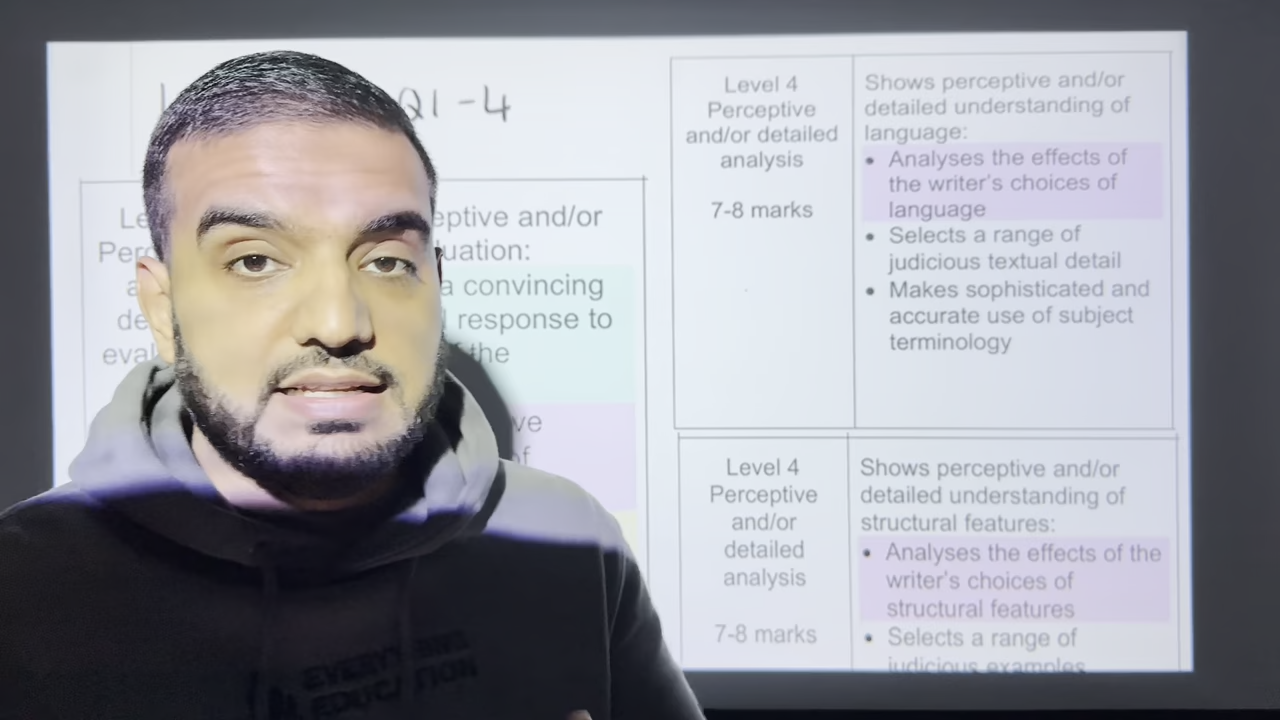 Q1-4
eptive and/or
uation:
a convincing
response to
the
Level 4
Perceptive
and/or detailed
analysis
7-8 marks
Shows perceptive and/or
detailed understanding of
language:
• Analyses the effects of
the writer's choices of
language
• Selects a range of
judicious textual detail
• Makes sophisticated and
accurate use of subject
terminology
Level 4
Perceptive
and/or
detailed
analysis
7-8 marks
Shows perceptive and/or
detailed understanding of
structural features:
• Analyses the effects of the
writer's choices of
structural features
• Selects a range of
judicious examples
EVERYTHING
EDUCATION